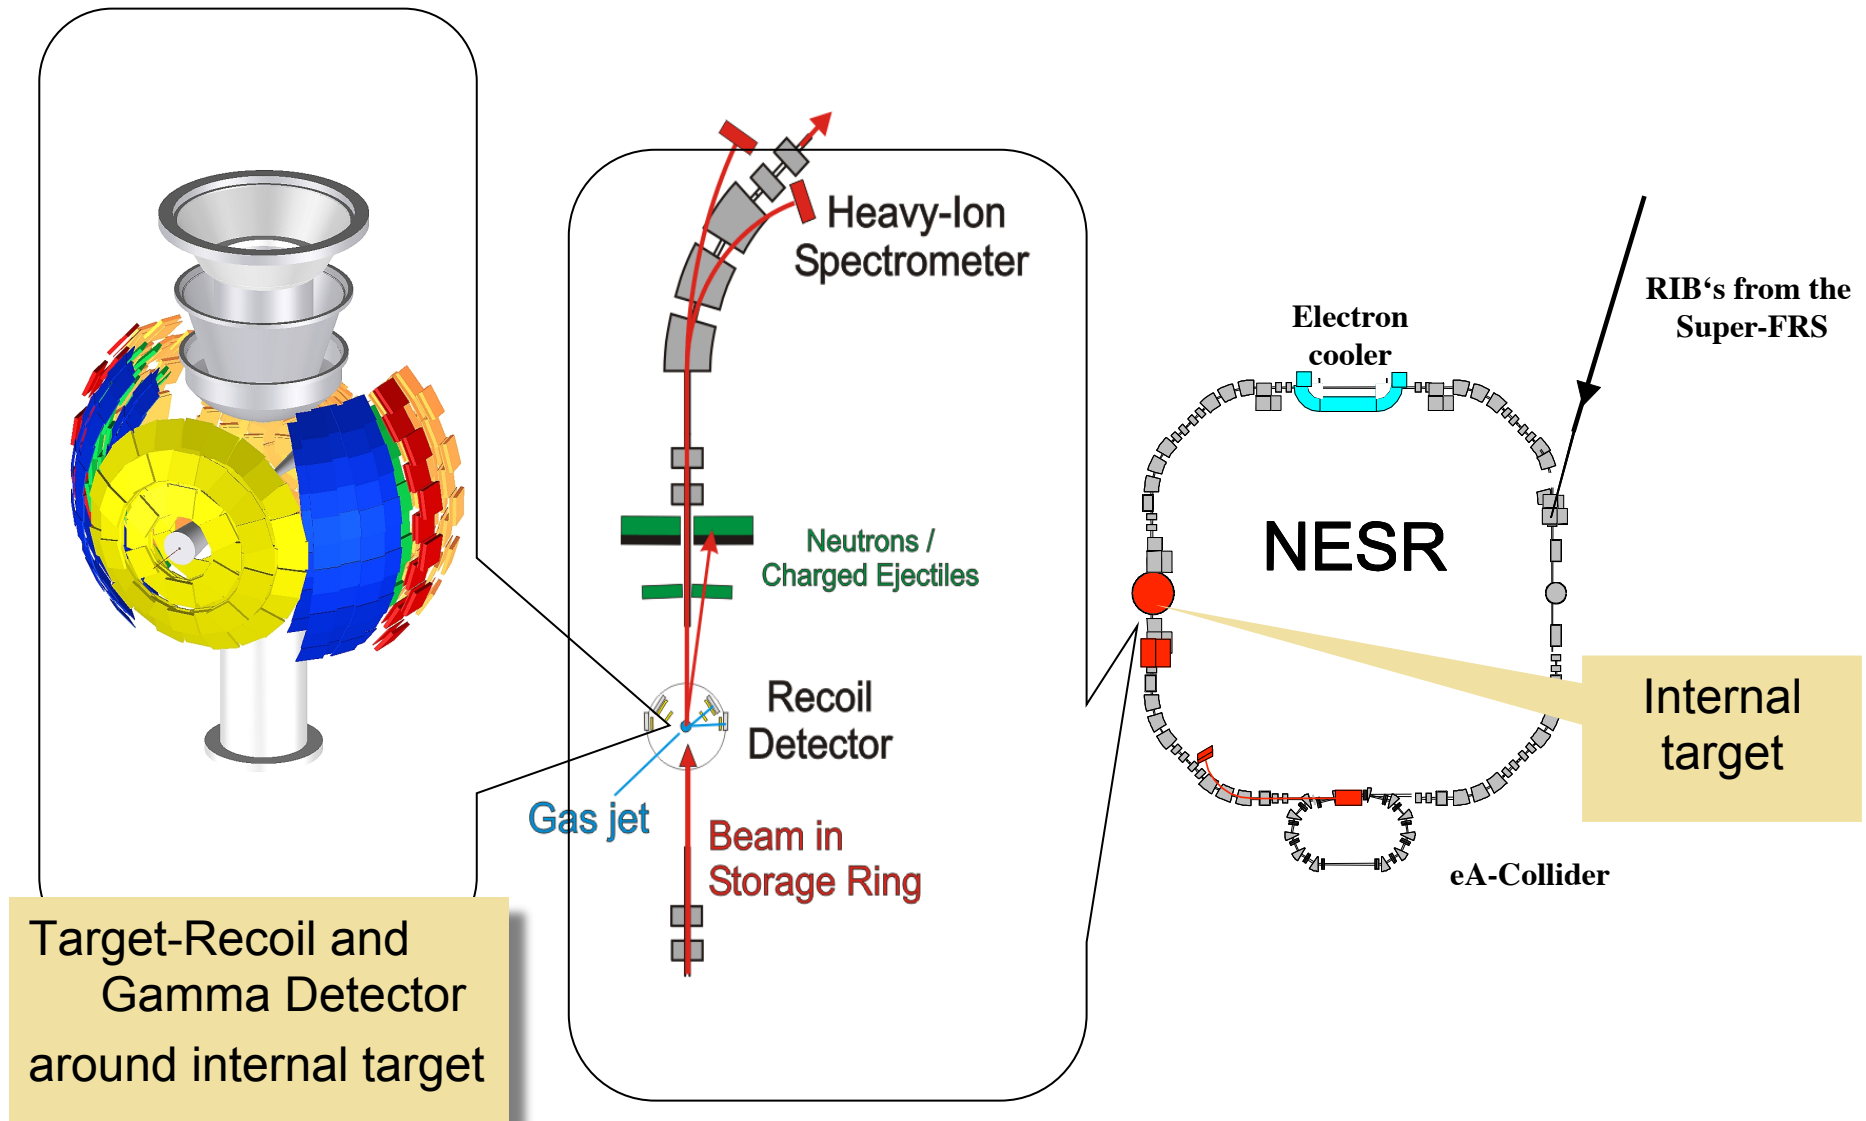 Heavy-Ion
Spectrometer
Neutrons /
Charged Ejectiles
Recoil
Detector
Gas jet
Beam in
Storage Ring
Target-Recoil and
Gamma Detector
around internal target
RIB‘s from the
Super-FRS
Electron
cooler
NESR
Internal
target
eA-Collider